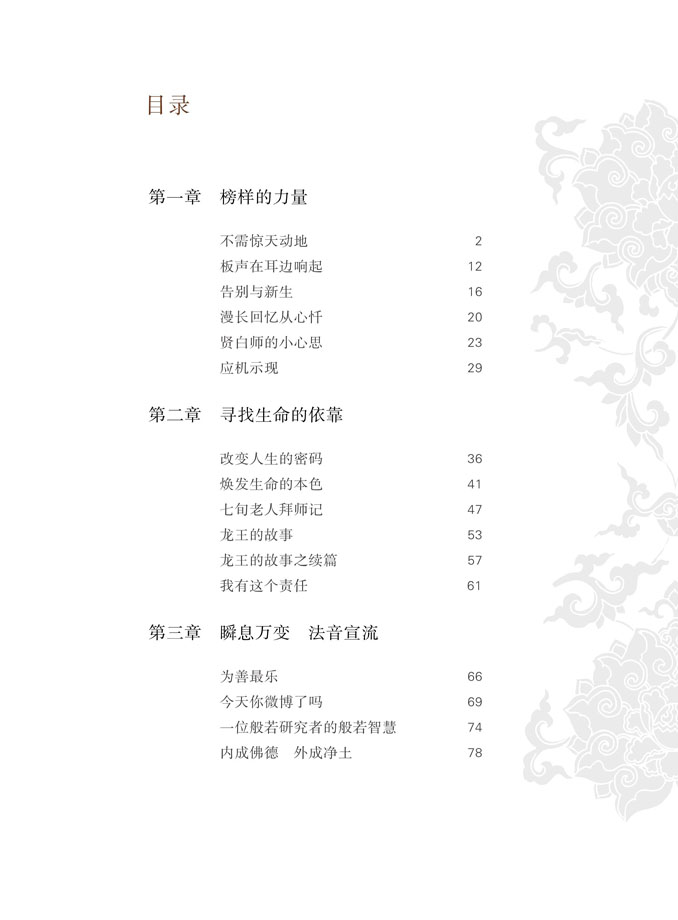 目录
第一章　榜样的力量
不需惊天动地 2
板声在耳边响起 12
告别与新生 16
漫长回忆从心忏 20
贤白师的小心思 23
应机示现 29
第二章　寻找生命的依靠
改变人生的密码 36
焕发生命的本色 41
七旬老人拜师记 47
龙王的故事 53
龙王的故事之续篇 57
我有这个责任 61
第三章　瞬息万变　法音宣流
为善最乐 66
今天你微博了吗 69
一位般若研究者的般若智慧 74
内成佛德　外成净土 78